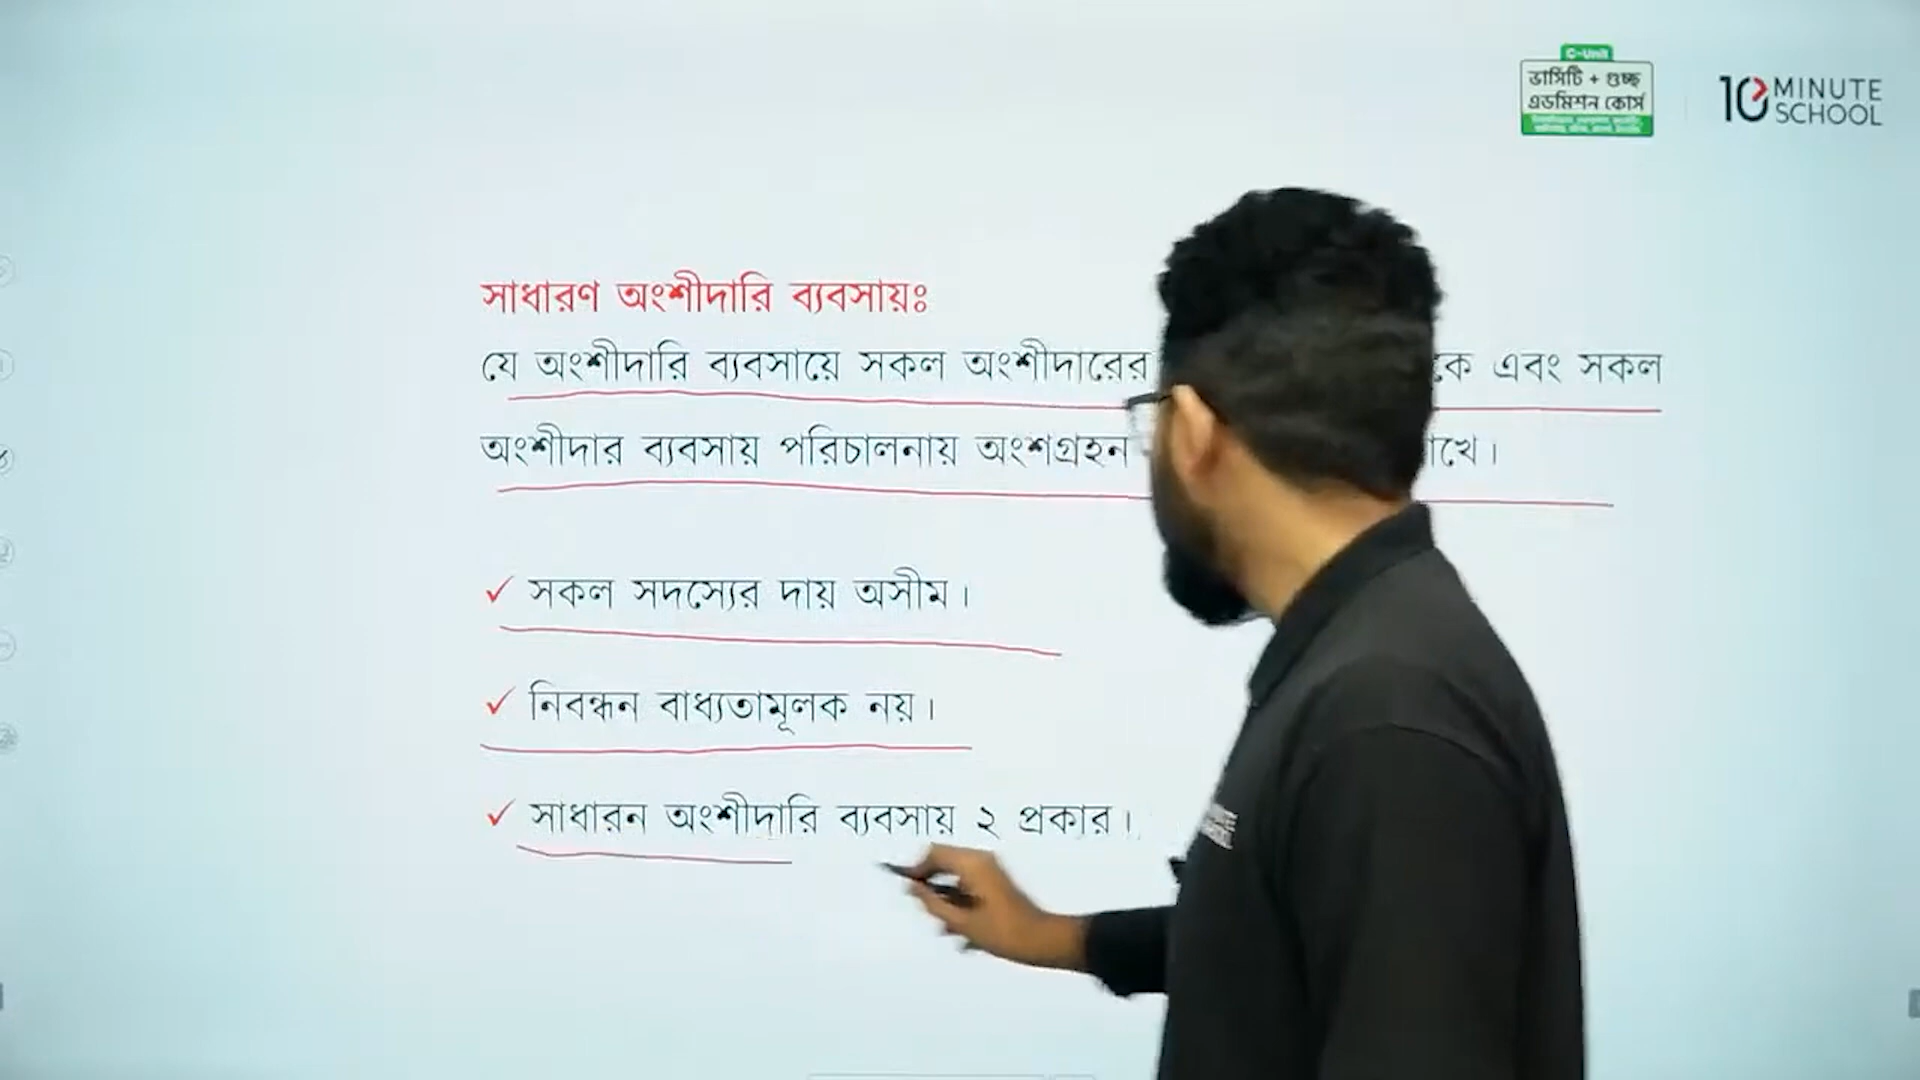 C-Unit
ভার্সিটি + গুচ্ছ
এডমিশন কোর্স
10 MINUTE SCHOOL
সাধারণ অংশীদারি ব্যবসায়ঃ
যে অংশীদারি ব্যবসায়ে সকল অংশীদারের কে এবং সকল
অংশীদার ব্যবসায় পরিচালনায় অংশগ্রহন াখে।
✓ সকল সদস্যের দায় অসীম।
✓ নিবন্ধন বাধ্যতামূলক নয়।
✓ সাধারন অংশীদারি ব্যবসায় ২ প্রকার।